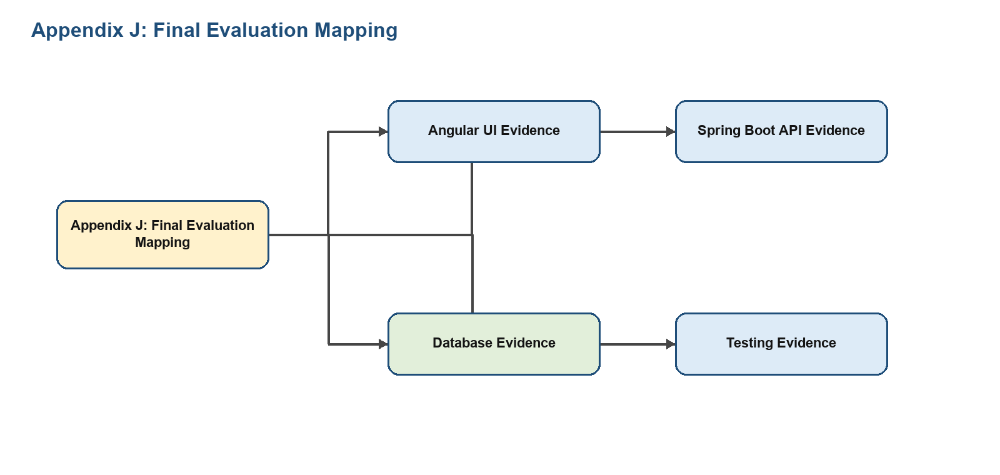 Appendix J: Final Evaluation Mapping
Angular UI Evidence
Spring Boot API Evidence
Appendix J: Final Evaluation
Mapping
Database Evidence
Testing Evidence